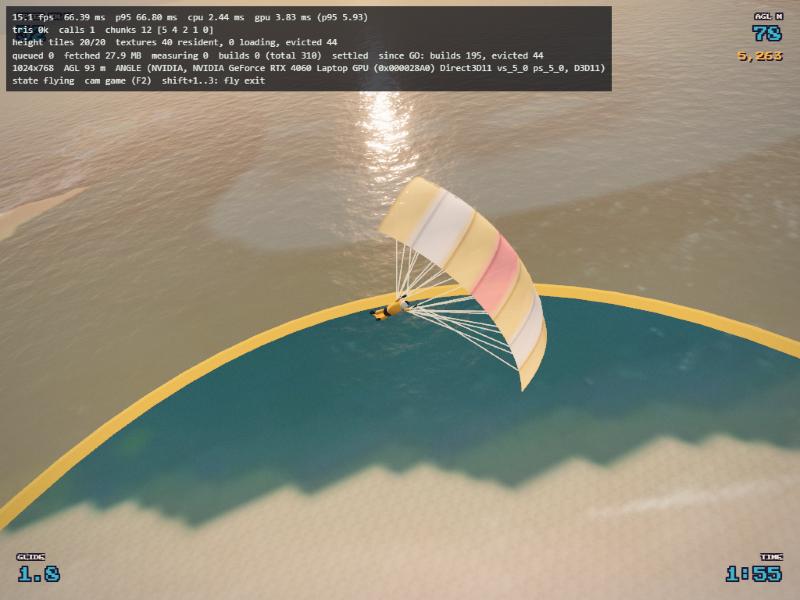 15.1 fps  66.39 ms  p95 66.80 ms  cpu 2.44 ms  gpu 3.83 ms (p95 5.93)
tris 0k  calls 1  chunks 12 [5 4 2 1 0]
height tiles 20/20  textures 40 resident, 0 loading, evicted 44
queued 0  fetched 27.9 MB  measuring 0  builds 0 (total 310)  settled  since GO: builds 195, evicted 44
1024x768  AGL 93 m  ANGLE (NVIDIA, NVIDIA GeForce RTX 4060 Laptop GPU (0x000028A0) Direct3D11 vs_5_0 ps_5_0, D3D11)
state flying  cam game (F2)  shift+1..3: fly exit
AGL M
78
5,263
GLIDE
1.8
TIME
1:55